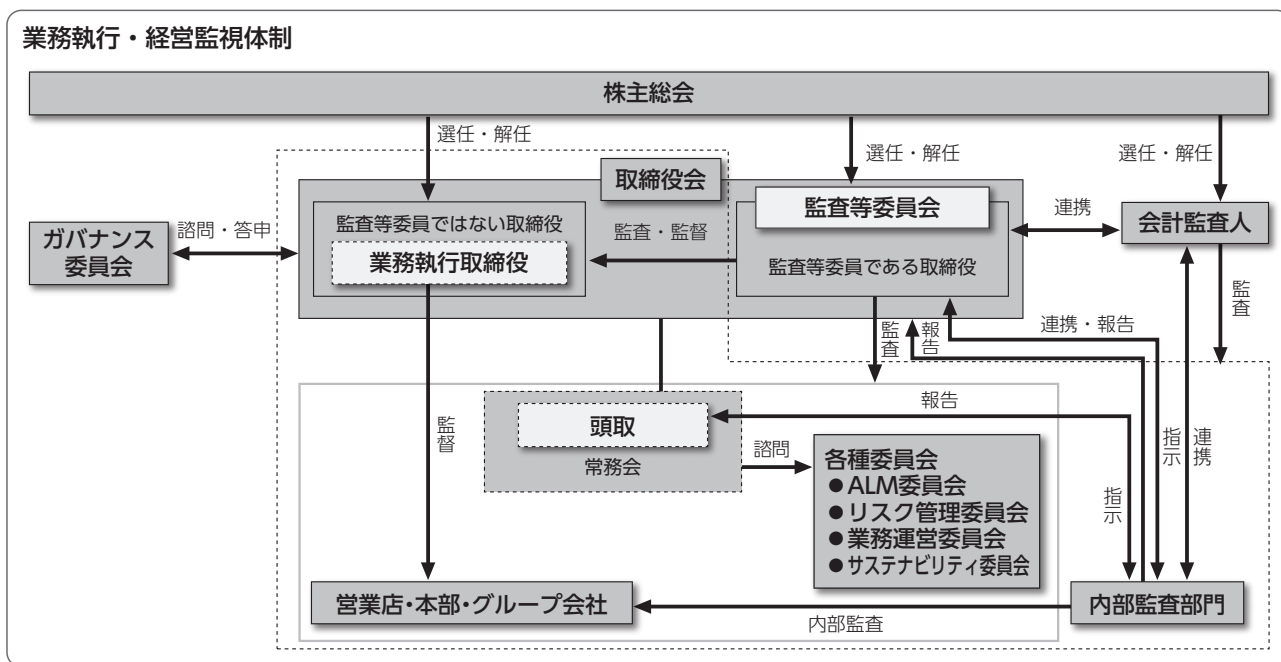 業務執行・経営監視体制
株主総会
選任・解任
選任・解任
選任・解任
取締役会
監査等委員ではない取締役
業務執行取締役
監査・監督
監査等委員会
監査等委員である取締役
連携
会計監査人
ガバナンス
委員会
諮問・答申
監査
監査
報告
連携・報告
監督
頭取
常務会
諮問
報告
各種委員会
●ALM委員会
●リスク管理委員会
●業務運営委員会
●サステナビリティ委員会
指示
指示
連携
営業店・本部・グループ会社
内部監査
内部監査部門